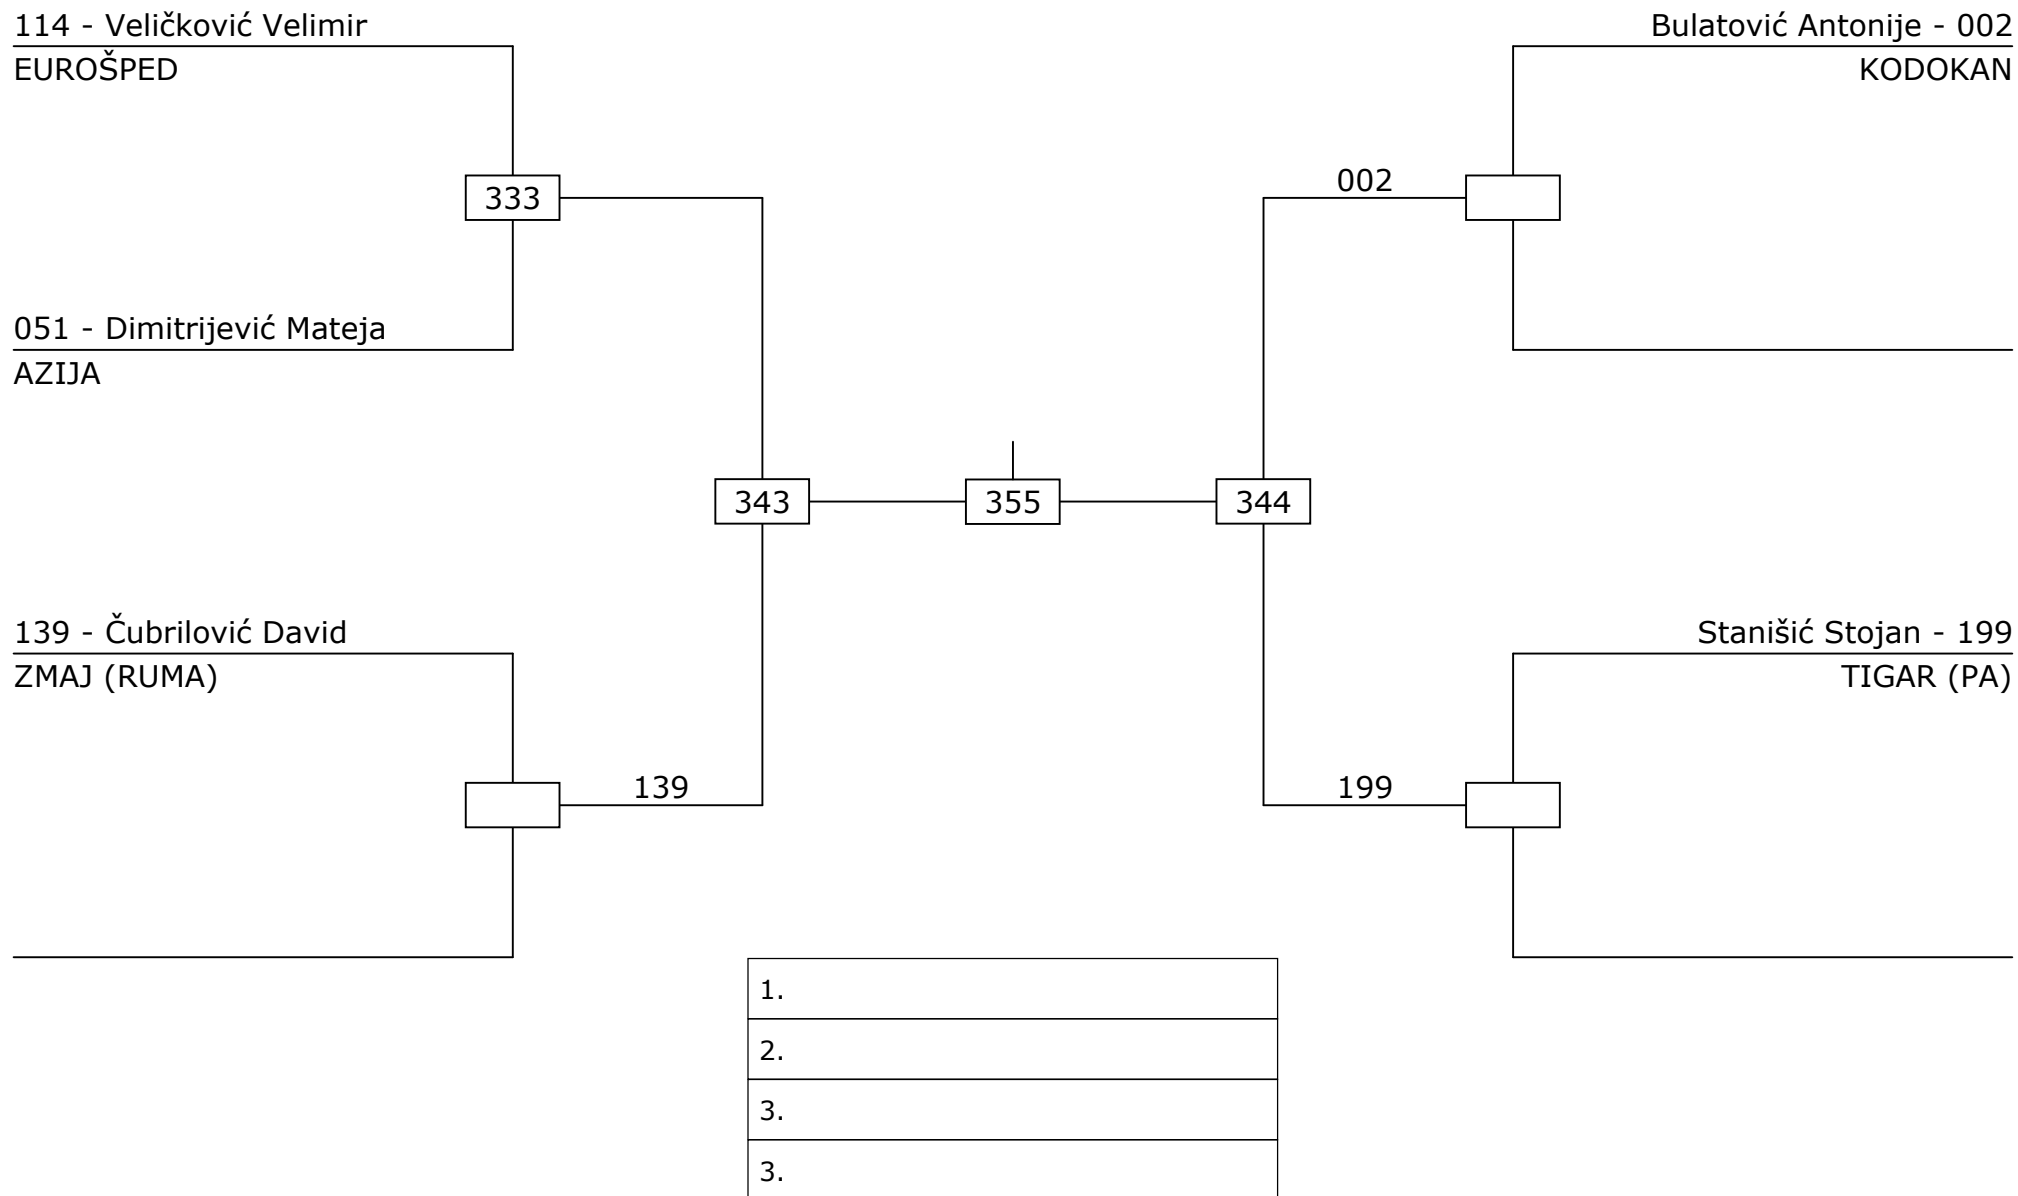 114 - Veličković Velimir
EUROŠPED
Bulatović Antonije - 002
KODOKAN
333
002
051 - Dimitrijević Mateja
AZIJA
343
355
344
139 - Čubrilović David
ZMAJ (RUMA)
Stanišić Stojan - 199
TIGAR (PA)
139
199
1.
2.
3.
3.